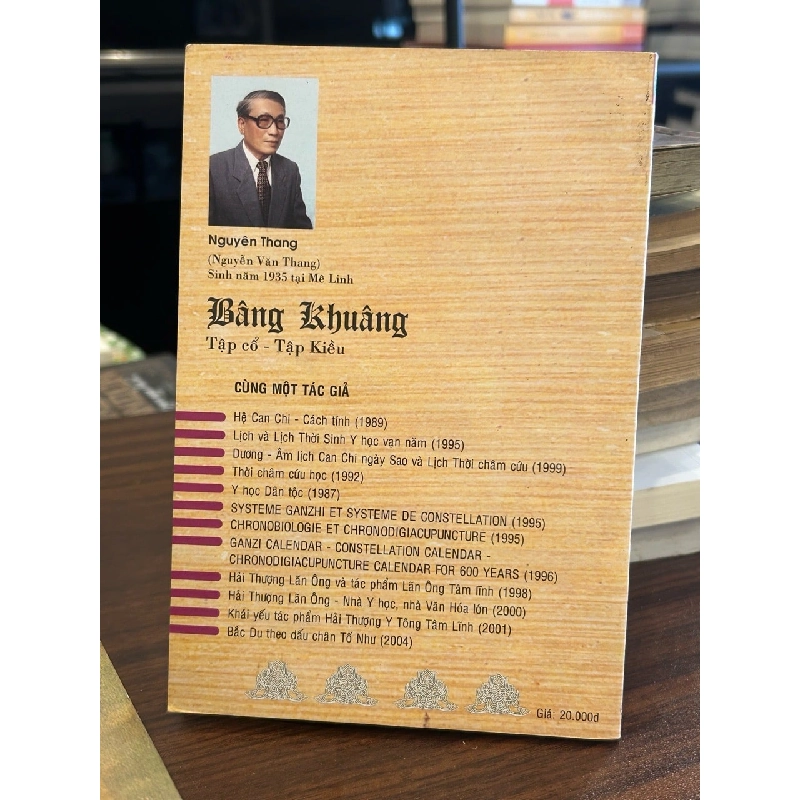 Nguyên Thang
(Nguyễn Văn Thang)
Sinh năm 1935 tại Mê Linh
Bâng Khuâng
Tập cổ - Tập Kiều
CÙNG MỘT TÁC GIẢ
Hệ Can Chi - Cách tính (1989)
Lịch và Lịch Thời Sinh Y học vạn năm (1995)
Dương - Âm lịch Can Chi ngày Sao và Lịch Thời châm cứu (1999)
Thời châm cứu học (1992)
Y học Dân tộc (1987)
SYSTEME GANZHI ET SYSTEME DE CONSTELLATION (1995)
CHRONOBIOLOGIE ET CHRONODIGIACUPUNCTURE (1995)
GANZI CALENDAR - CONSTELLATION CALENDAR -
CHRONODIGIACUPUNCTURE CALENDAR FOR 600 YEARS (1996)
Hải Thượng Lãn Ông và tác phẩm Lãn Ông Tâm lĩnh (1998)
Hải Thượng Lãn Ông - Nhà Y học, nhà Văn Hóa lớn (2000)
Khái yếu tác phẩm Hải Thượng Y Tông Tâm Lĩnh (2001)
Bắc Du theo dấu chân Tố Như (2004)
Giá: 20.000đ